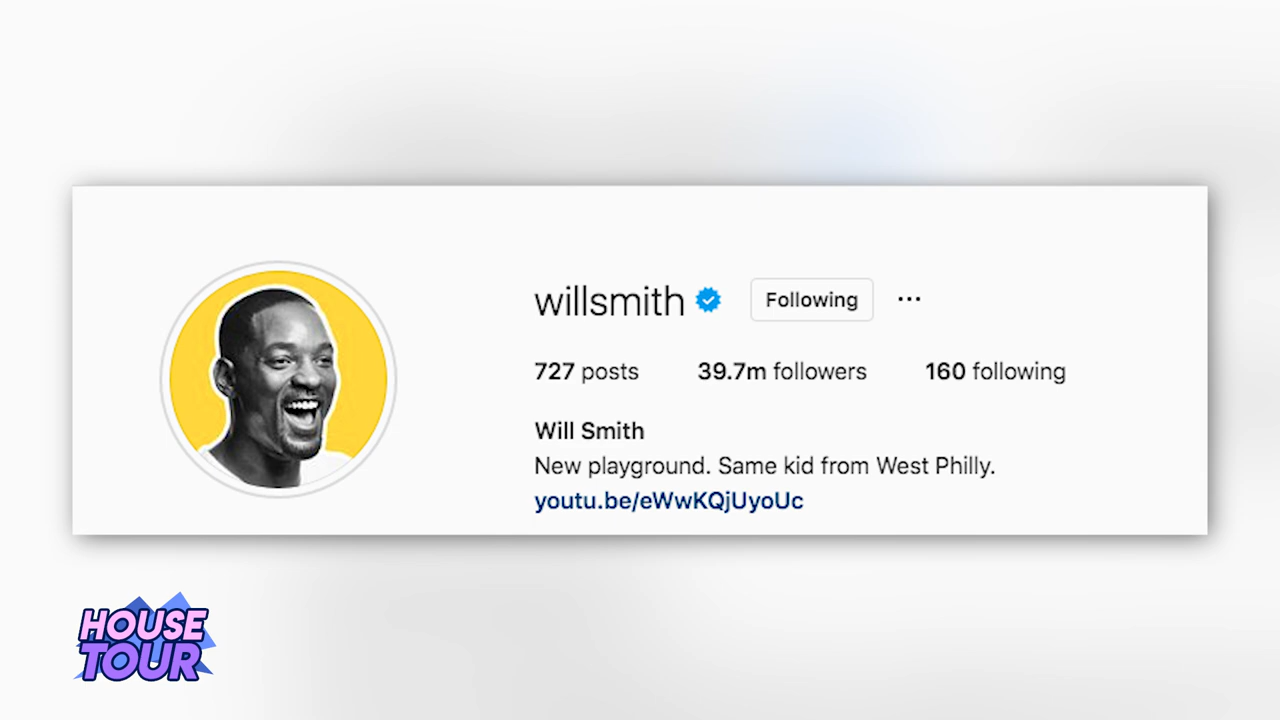 willsmith Following ...
727 posts 39.7m followers 160 following
Will Smith
New playground. Same kid from West Philly.
youtu.be/eWwKQjUyoUc
HOUSE
TOUR